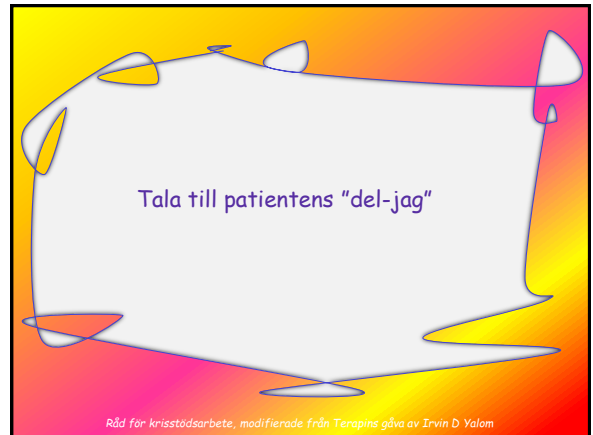 Tala till patientens ”del-jag”
Råd för krisstödsarbete, modifierade från Terapins gåva av Irvin D Yalom